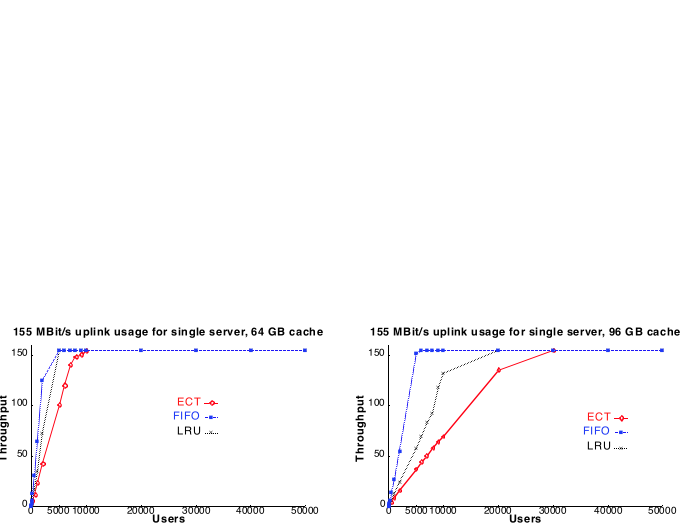 155 MBit/s uplink usage for single server, 64 GB cache
150
100
50
0
Throughput
ECT
FIFO
LRU
0 5000 10000 20000 30000 40000 50000
Users
155 MBit/s uplink usage for single server, 96 GB cache
150
100
50
0
Throughput
ECT
FIFO
LRU
0 5000 10000 20000 30000 40000 50000
Users